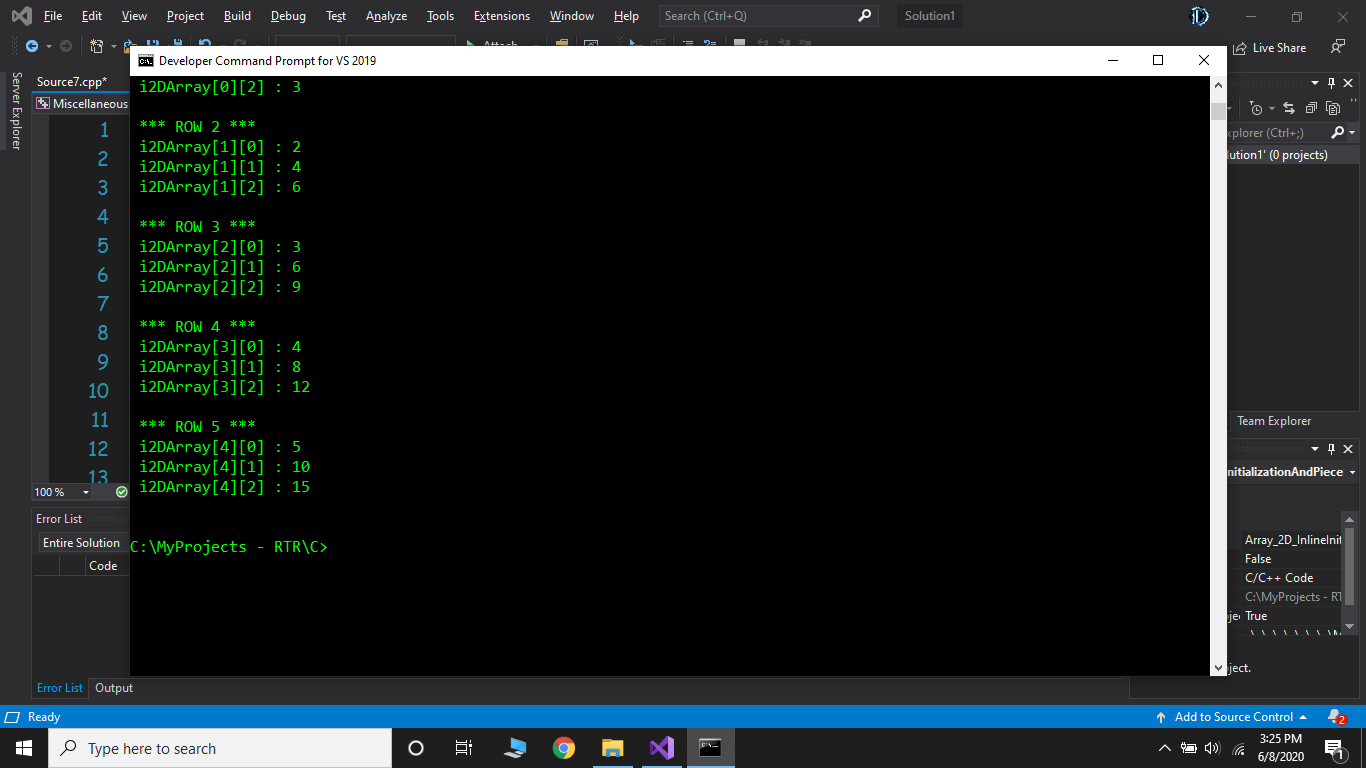 File Edit View Project Build Debug Test Analyze Tools Extensions Window Help Search (Ctrl+Q) Solution1
Attach
Live Share
Developer Command Prompt for VS 2019
Server Explorer
Source7.cpp*
Miscellaneous
1
2
3
4
5
6
7
8
9
10
11
12
13
100 %
i2DArray[0][2] : 3
*** ROW 2 ***
i2DArray[1][0] : 2
i2DArray[1][1] : 4
i2DArray[1][2] : 6
*** ROW 3 ***
i2DArray[2][0] : 3
i2DArray[2][1] : 6
i2DArray[2][2] : 9
*** ROW 4 ***
i2DArray[3][0] : 4
i2DArray[3][1] : 8
i2DArray[3][2] : 12
*** ROW 5 ***
i2DArray[4][0] : 5
i2DArray[4][1] : 10
i2DArray[4][2] : 15
C:\MyProjects - RTR\C>
xplorer (Ctrl+;)
lution1' (0 projects)
Team Explorer
nitializationAndPiece
Array_2D_InlineInit
False
C/C++ Code
C:\MyProjects - RT
True
ject.
Error List
Entire Solution
Code
Error List Output
Ready
Add to Source Control
2
Type here to search
3:25 PM
6/8/2020
1